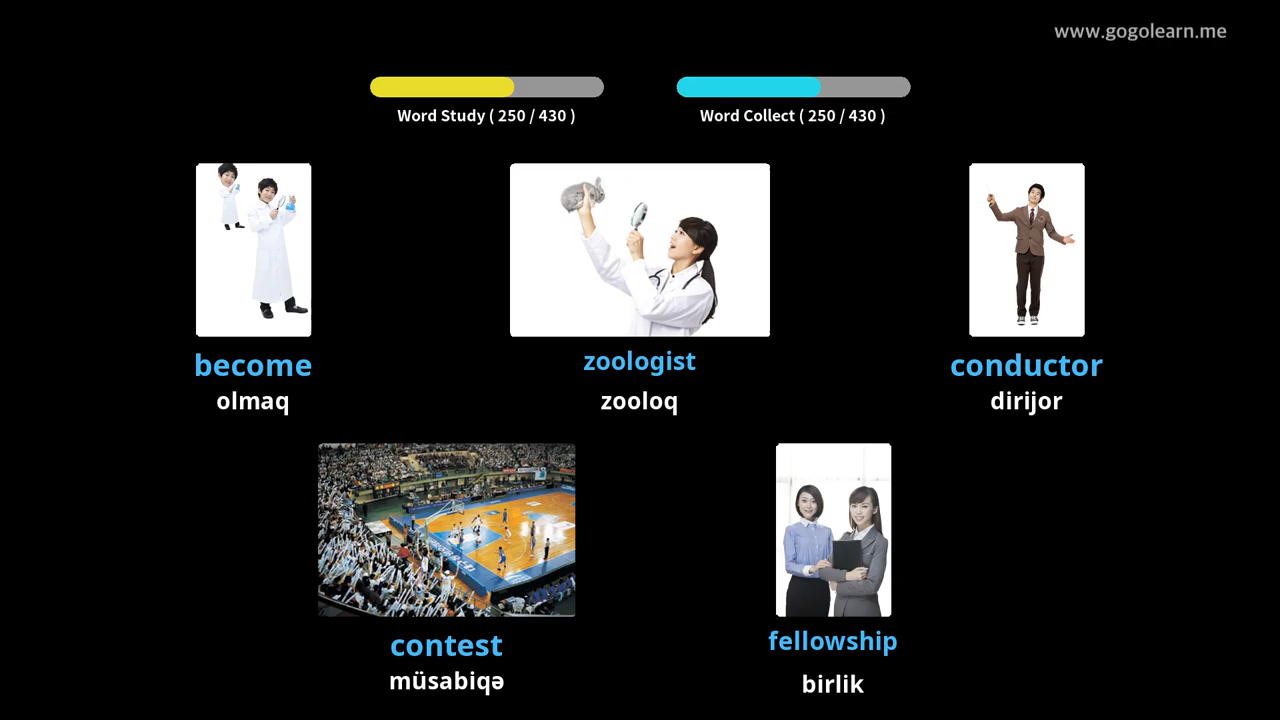 www.gogolearn.me
Word Study ( 250 / 430 )
Word Collect ( 250 / 430 )
become
olmaq
zoologist
zooloq
conductor
dirijor
contest
müsabiqə
fellowship
birlik